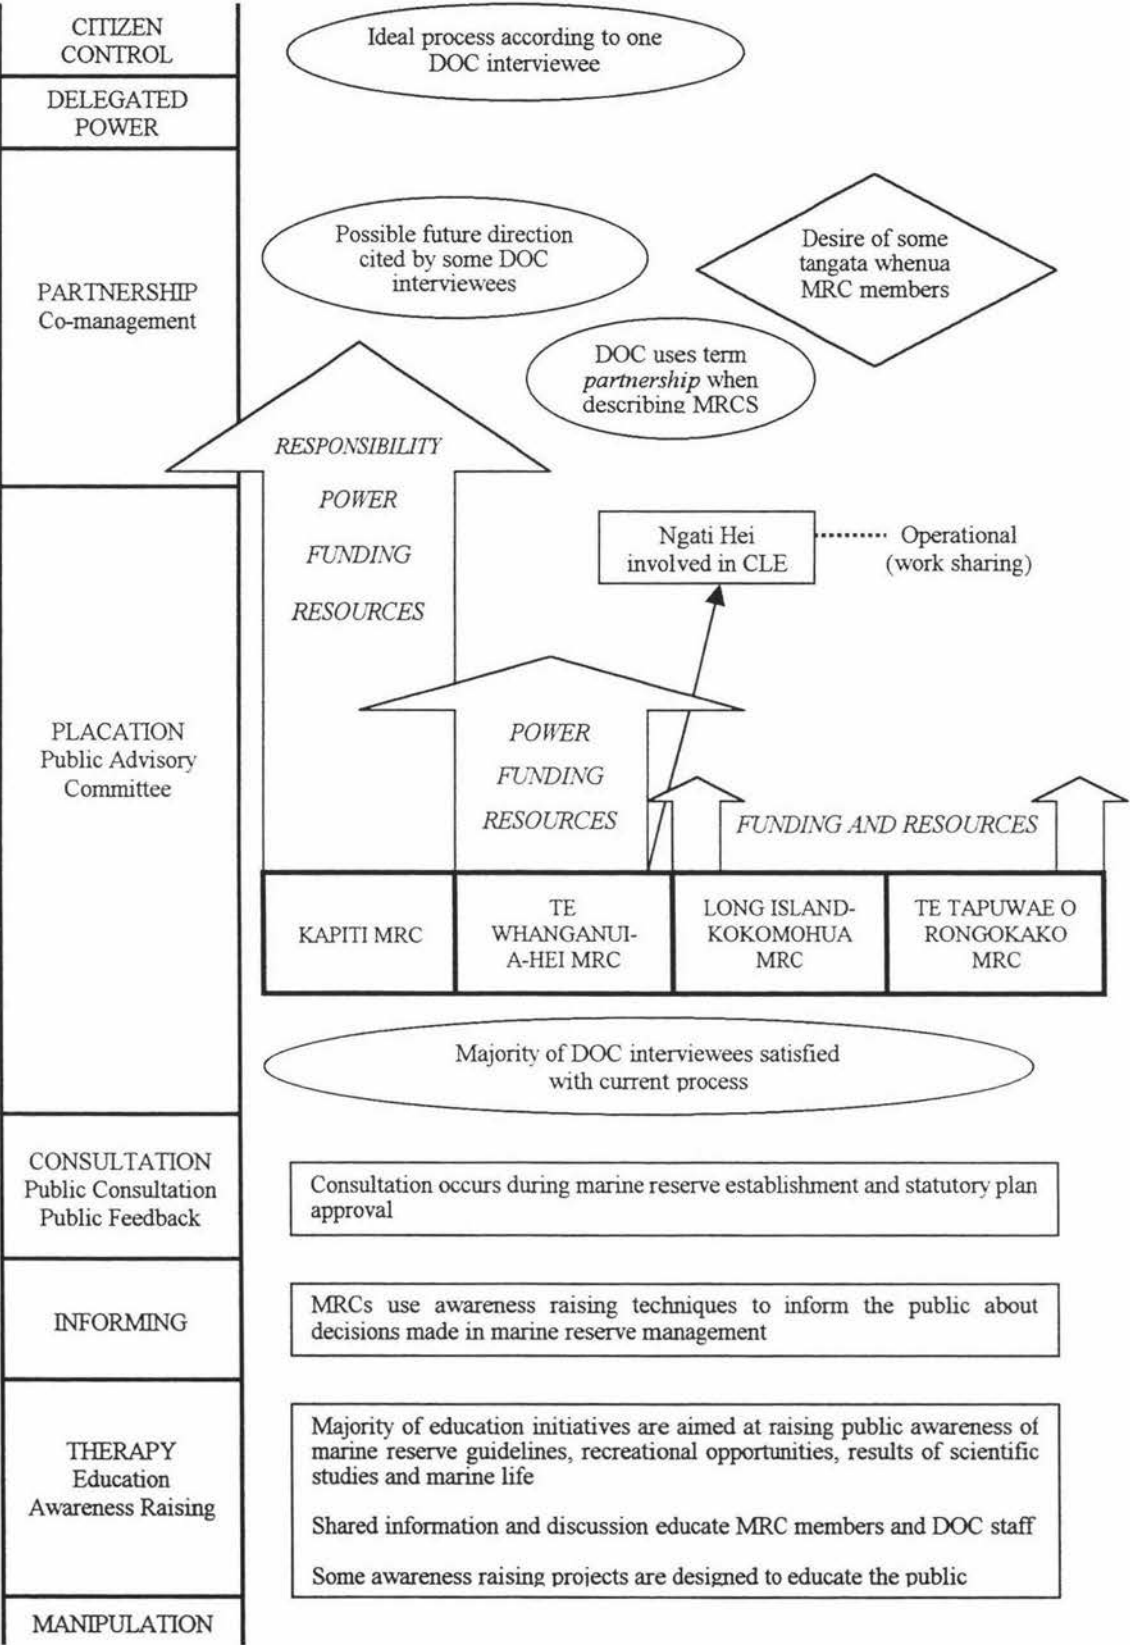 CITIZEN
CONTROL
Ideal process according to one
DOC interviewee
DELEGATED
POWER
PARTNERSHIP
Co-management
Possible future direction
cited by some DOC
interviewees
Desire of some
tangata whenua
MRC members
DOC uses term
partnership when
describing MRCS
RESPONSIBILITY
POWER
FUNDING
RESOURCES
Ngati Hei
involved in CLE
Operational
(work sharing)
PLACATION
Public Advisory
Committee
POWER
FUNDING
RESOURCES
FUNDING AND RESOURCES
KAPITI MRC
TE
WHANGANUI-
A-HEI MRC
LONG ISLAND-
KOKOMOHUA
MRC
TE TAPUWAE O
RONGOKAKO
MRC
Majority of DOC interviewees satisfied
with current process
CONSULTATION
Public Consultation
Public Feedback
Consultation occurs during marine reserve establishment and statutory plan
approval
INFORMING
MRCs use awareness raising techniques to inform the public about
decisions made in marine reserve management
THERAPY
Education
Awareness Raising
Majority of education initiatives are aimed at raising public awareness of
marine reserve guidelines, recreational opportunities, results of scientific
studies and marine life
Shared information and discussion educate MRC members and DOC staff
Some awareness raising projects are designed to educate the public
MANIPULATION